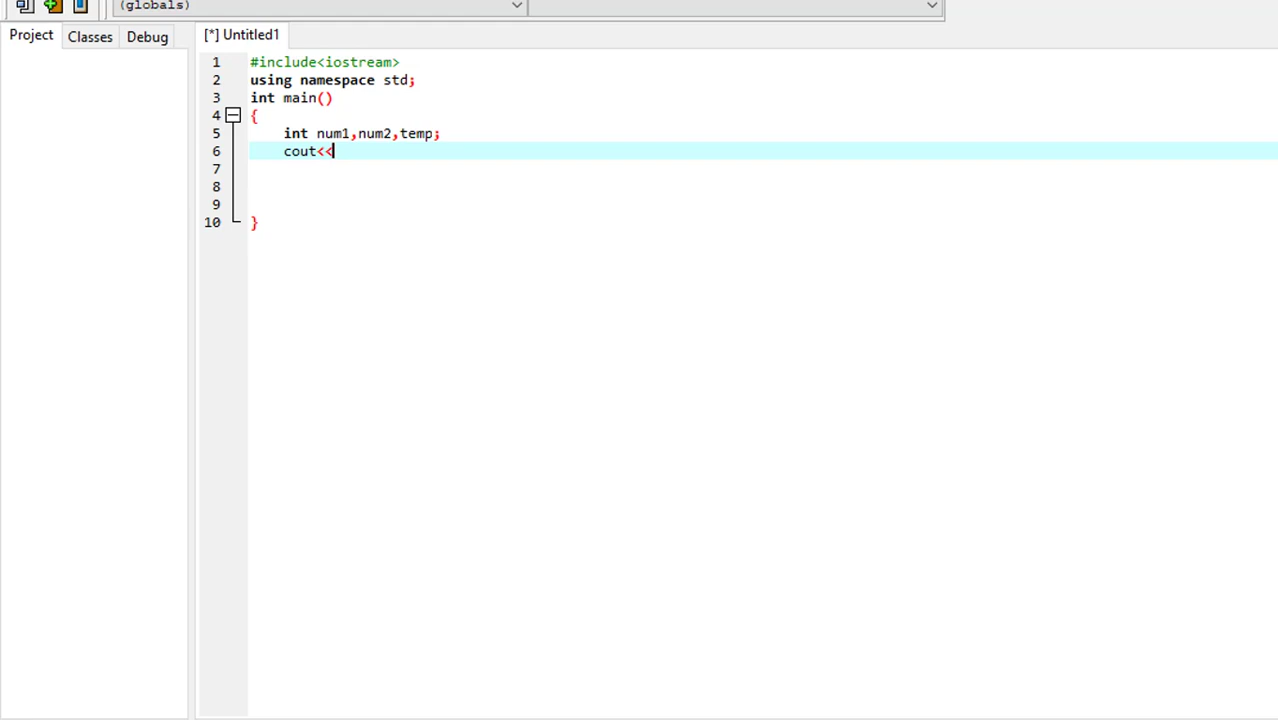 (globals)
Project Classes Debug [*] Untitled1
1 #include<iostream>
2 using namespace std;
3 int main()
4 {
5 int num1,num2,temp;
6 cout<<
7
8
9
10 }